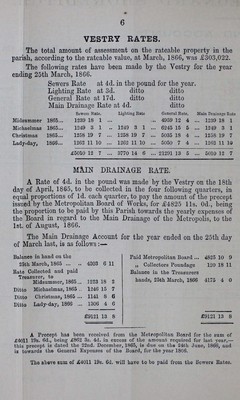 6
VESTRY RATES.
The total amount of assessment on the rateable property in the
parish, according to the rateable value, at March, 1866, was £303,022.
The following rates have been made by the Vestry for the year
ending 25th March, 1866.
Sewers Rate at 4d. in the pound for the year.
Lighting Rate at 3d. ditto ditto
General Rate at 17d. ditto ditto
Main Drainage Rate at 4d. ditto
Sewers Rate. Lighting Rate General Rate. Main Drainage Rate
Midsummer 1865... 1239 18 1 ... 4959 12 4 ... 1239 18 1
Michaelmas 1865... 1249 3 1 ... 1249 3 1 ... 6245 15 5 ... 1249 3 1
Christmas 1865... 1258 19 7 ... 1258 19 7 ... 5035 18 4 ... 1258 19 7
Lady-day, 1866... 1262 11 10 ... 1262 11 10 ... 5050 7 4 ... 1262 11 10
£5010 12 7 ... 3770 14 6 ... 21291 13 5 ... 5010 12 7
MAIN DRAINAGE RATE.
A Rate of 4d. in the pound was made by the Vestry on the 18th
day of April, 1865, to be collected in the four following quarters, in
equal proportions of 1d. each quarter, to pay the amount of the precept
issued by the Metropolitan Board of Works, for £4825 11s. 0d., being
the proportion to be paid by this Parish towards the yearly expenses of
the Board in regard to the Main Drainage of the Metropolis, to the
1st. of August, 1866.
The Main Drainage Account for the year ended on the 25th day
of March last, is as follows:—
Balance in hand on the
25th March, 1865 ... .. 4203 6 11
Rate Collected and paid
Treasurer, to
Midsummer, 1865... 1223 18 2
Ditto Michaelmas, 1865... 1246 13 7
Ditto Christmas, 1865... 1141 8 6
Ditto Lady-day, 1866 ... 1306 4 6
£9121 13 8
Paid Metropolitan Board ... 4825 10 9
,, Collectors Poundage 120 18 11
Balance in the Treasurers
hands, 25th March, 1866 4175 4 0
£9121 13 8
A Precept has been received from the Metropolitan Board for the sum of
£4011 19s. 6d., being £862 8s. 4d. in excess of the amount required for last year,—
this precept is dated the 22nd. December, 1865, is due on the 24th June, 1866, and
is towards the General Expenses of the Board, for the year 1866.
The above sum of £4011 19s. 6d. will have to be paid from the Sewers Rates.